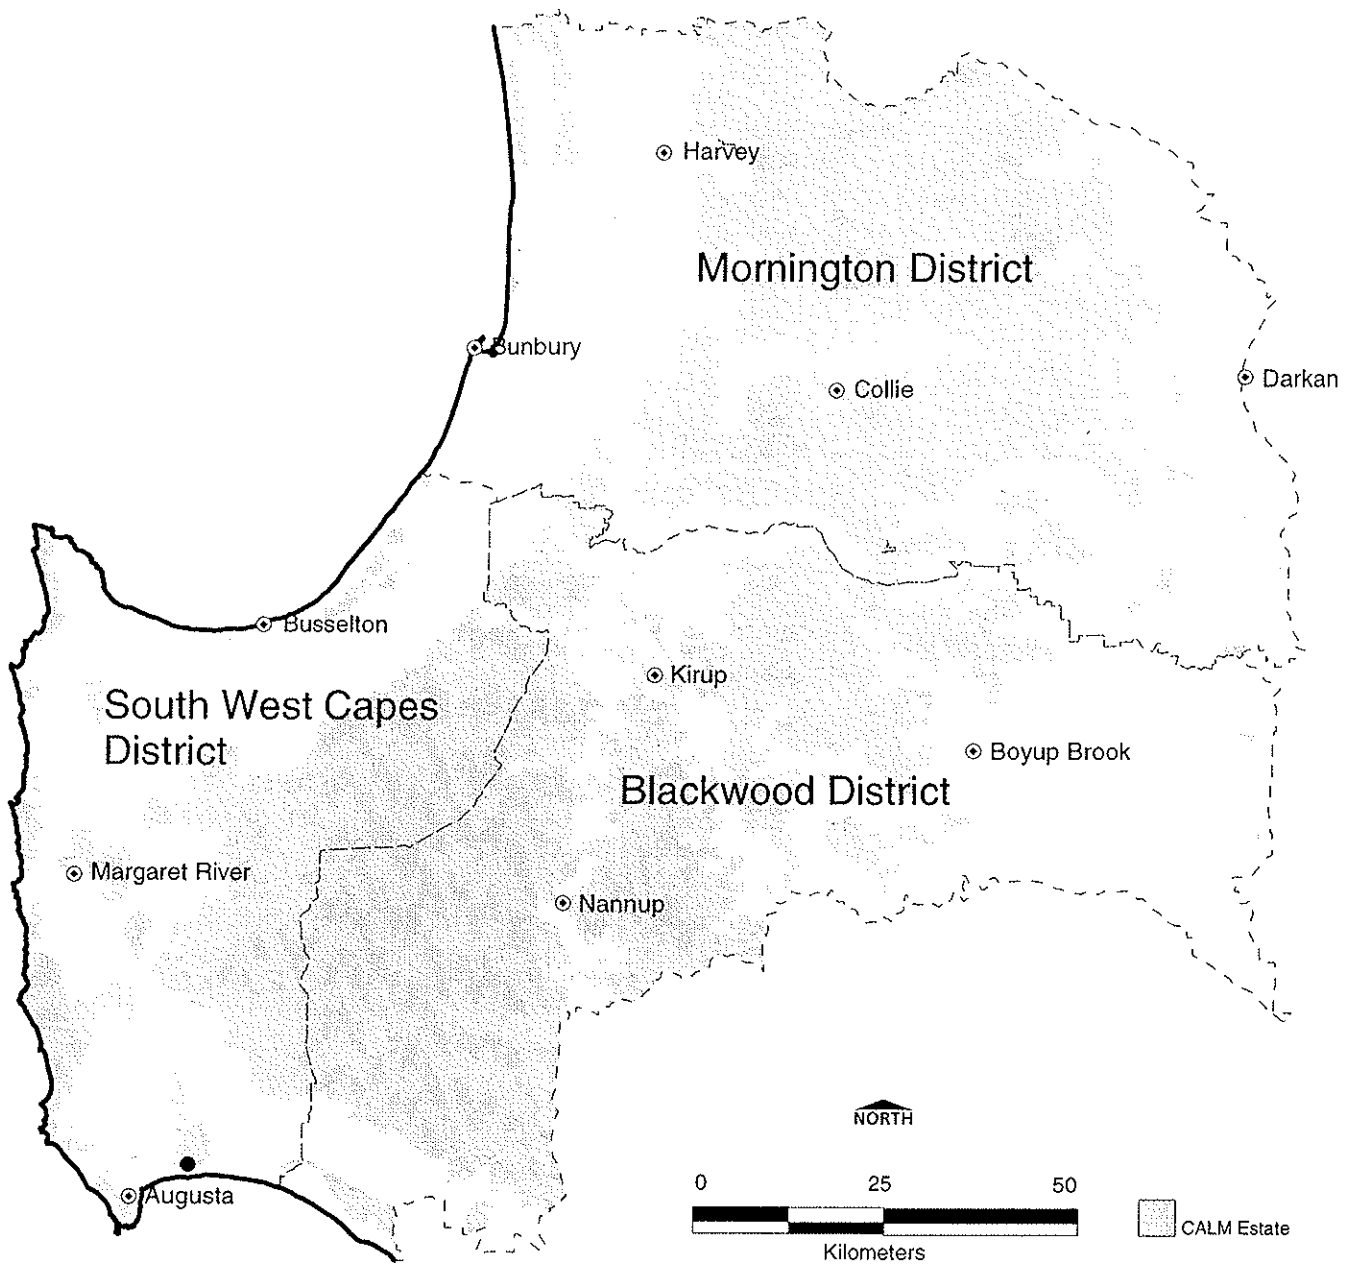 Harvey
Mornington District
Bunbury
Collie
Darkan
Busselton
Kirup
South West Capes
District
Boyup Brook
Blackwood District
Margaret River
Nannup
NORTH
0 25 50
Augusta
CALM Estate
Kilometers